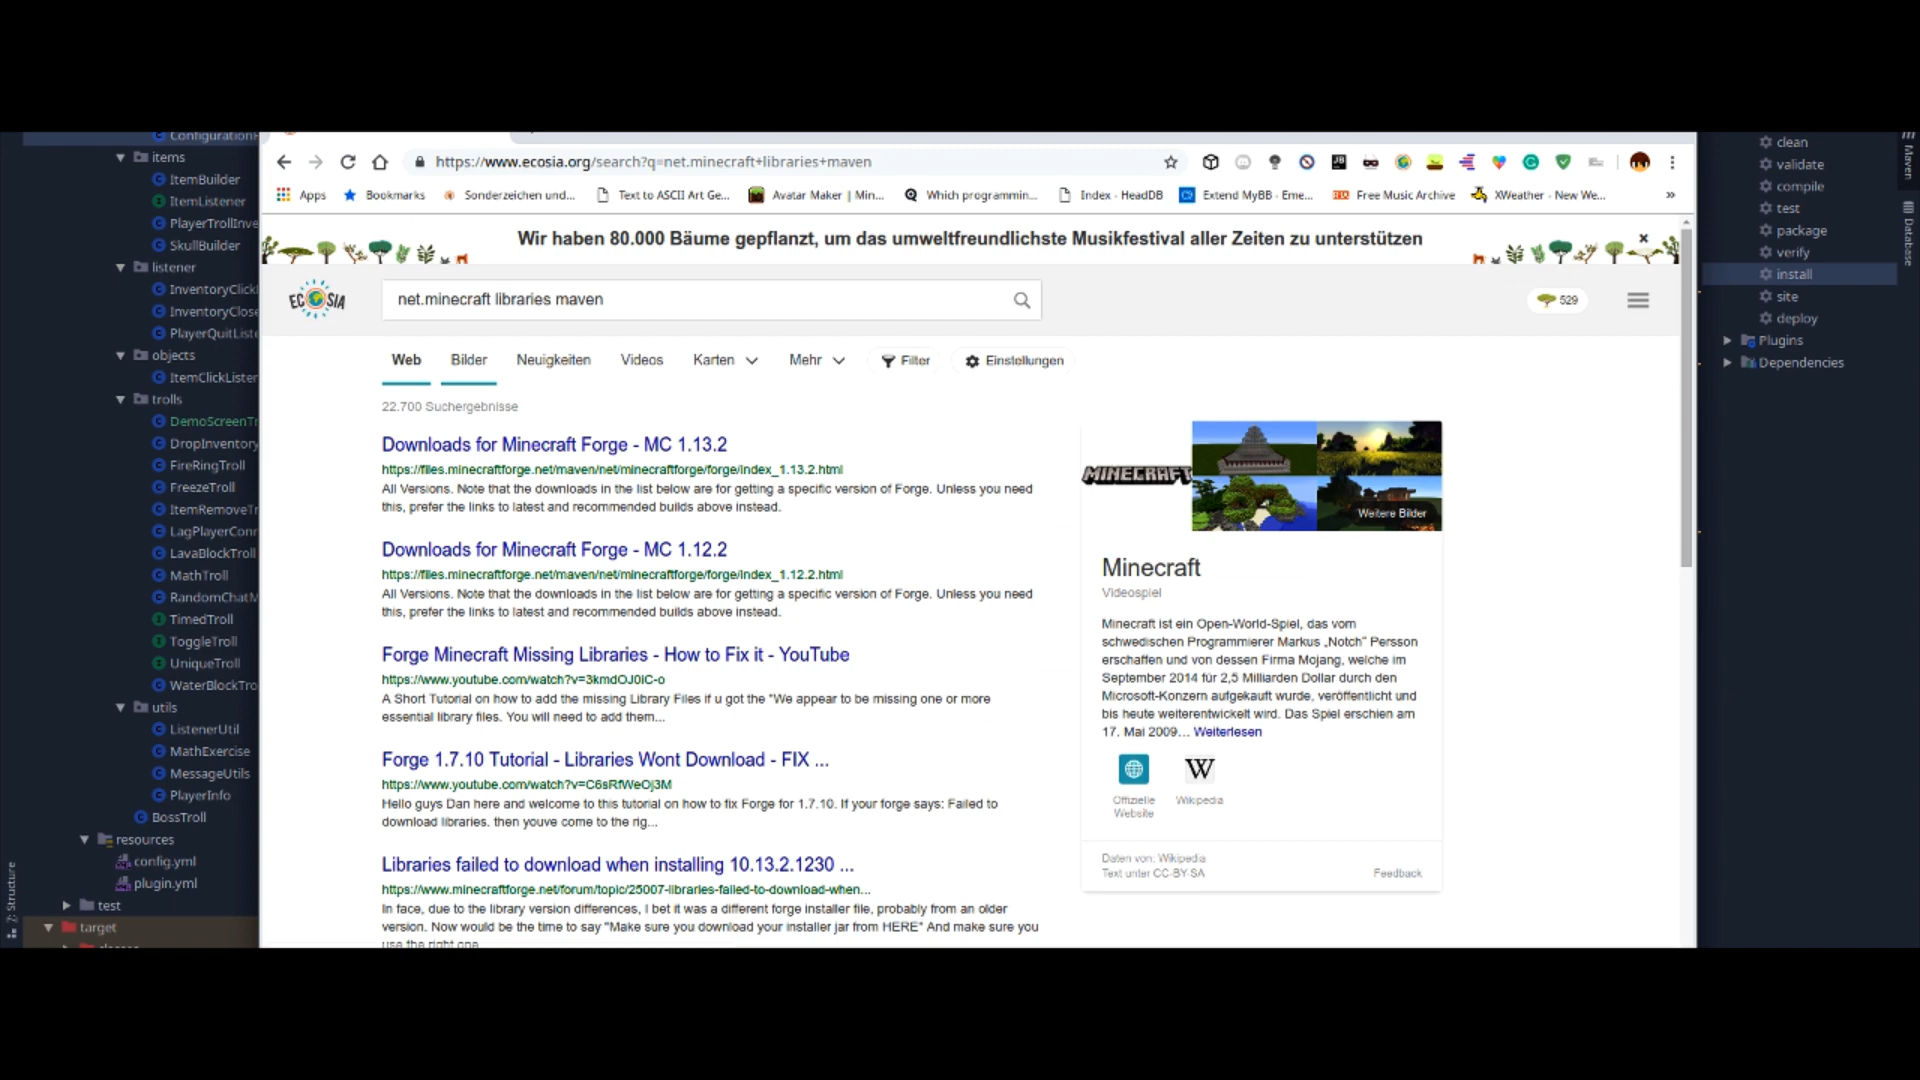 Configuration
items
ItemBuilder
ItemListener
PlayerTrollInve
SkullBuilder
listener
InventoryClick
InventoryClose
PlayerQuitListe
objects
ItemClickListen
trolls
DemoScreenTr
DropInventory
FireRingTroll
FreezeTroll
ItemRemoveTr
LagPlayerConn
LavaBlockTroll
MathTroll
RandomChatM
TimedTroll
ToggleTroll
UniqueTroll
WaterBlockTro
utils
ListenerUtil
MathExercise
MessageUtils
PlayerInfo
BossTroll
resources
config.yml
plugin.yml
test
target
Z: Structure
https://www.ecosia.org/search?q=net.minecraft+libraries+maven
Apps Bookmarks Sonderzeichen und... Text to ASCII Art Ge... Avatar Maker | Min... Which programmin... Index - HeadDB Extend MyBB - Eme... Free Music Archive XWeather - New We... »
Wir haben 80.000 Bäume gepflanzt, um das umweltfreundlichste Musikfestival aller Zeiten zu unterstützen
ECOSIA
net.minecraft libraries maven
529
Web Bilder Neuigkeiten Videos Karten Mehr Filter Einstellungen
22.700 Suchergebnisse
Downloads for Minecraft Forge - MC 1.13.2
https://files.minecraftforge.net/maven/net/minecraftforge/forge/index_1.13.2.html
All Versions. Note that the downloads in the list below are for getting a specific version of Forge. Unless you need
this, prefer the links to latest and recommended builds above instead.
Downloads for Minecraft Forge - MC 1.12.2
https://files.minecraftforge.net/maven/net/minecraftforge/forge/index_1.12.2.html
All Versions. Note that the downloads in the list below are for getting a specific version of Forge. Unless you need
this, prefer the links to latest and recommended builds above instead.
Forge Minecraft Missing Libraries - How to Fix it - YouTube
https://www.youtube.com/watch?v=3kmdOJ0iC-o
A Short Tutorial on how to add the missing Library Files if u got the "We appear to be missing one or more
essential library files. You will need to add them...
Forge 1.7.10 Tutorial - Libraries Wont Download - FIX ...
https://www.youtube.com/watch?v=C6sRfWeOj3M
Hello guys Dan here and welcome to this tutorial on how to fix Forge for 1.7.10. If your forge says: Failed to
download libraries. then youve come to the rig...
Libraries failed to download when installing 10.13.2.1230 ...
https://www.minecraftforge.net/forum/topic/25007-libraries-failed-to-download-when...
In face, due to the library version differences, I bet it was a different forge installer file, probably from an older
version. Now would be the time to say "Make sure you download your installer jar from HERE" And make sure you
use the right one
MINECRAFT
Weitere Bilder
Minecraft
Videospiel
Minecraft ist ein Open-World-Spiel, das vom
schwedischen Programmierer Markus „Notch“ Persson
erschaffen und von dessen Firma Mojang, welche im
September 2014 für 2,5 Milliarden Dollar durch den
Microsoft-Konzern aufgekauft wurde, veröffentlicht und
bis heute weiterentwickelt wird. Das Spiel erschien am
17. Mai 2009... Weiterlesen
W
Offizielle
Website
Wikipedia
Daten von: Wikipedia
Text unter CC-BY-SA
Feedback
clean
validate
compile
test
package
verify
install
site
deploy
Plugins
Dependencies
Maven
Database